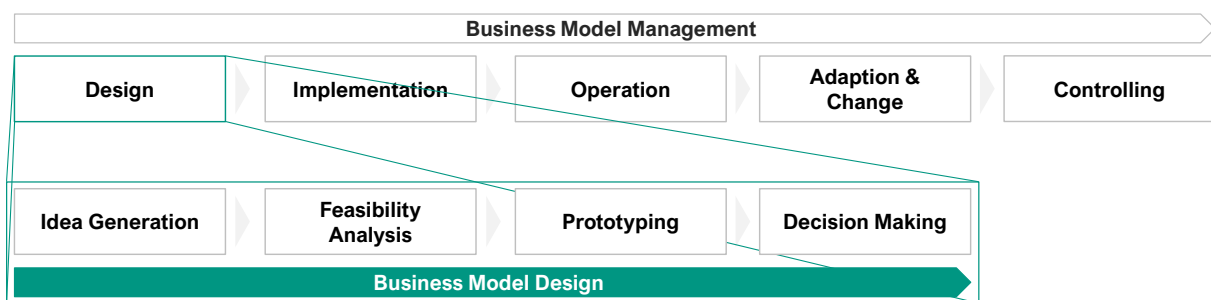 Business Model Management
Design
Implementation
Operation
Adaption &
Change
Controlling
Idea Generation
Feasibility
Analysis
Prototyping
Decision Making
Business Model Design